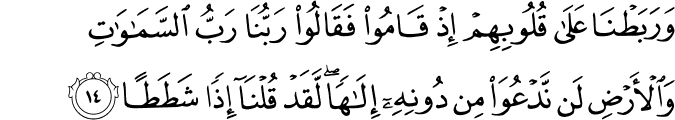 وَرَبَطْنَا عَلَىٰ قُلُوبِهِمْ إِذْ قَامُوا۟ فَقَالُوا۟ رَبُّنَا رَبُّ ٱلسَّمَـٰوَٰتِ
وَٱلْأَرْضِ لَن نَّدْعُوَا۟ مِن دُونِهِۦٓ إِلَـٰهًا ۖ لَّقَدْ قُلْنَآ إِذًا شَطَطًا ١٤